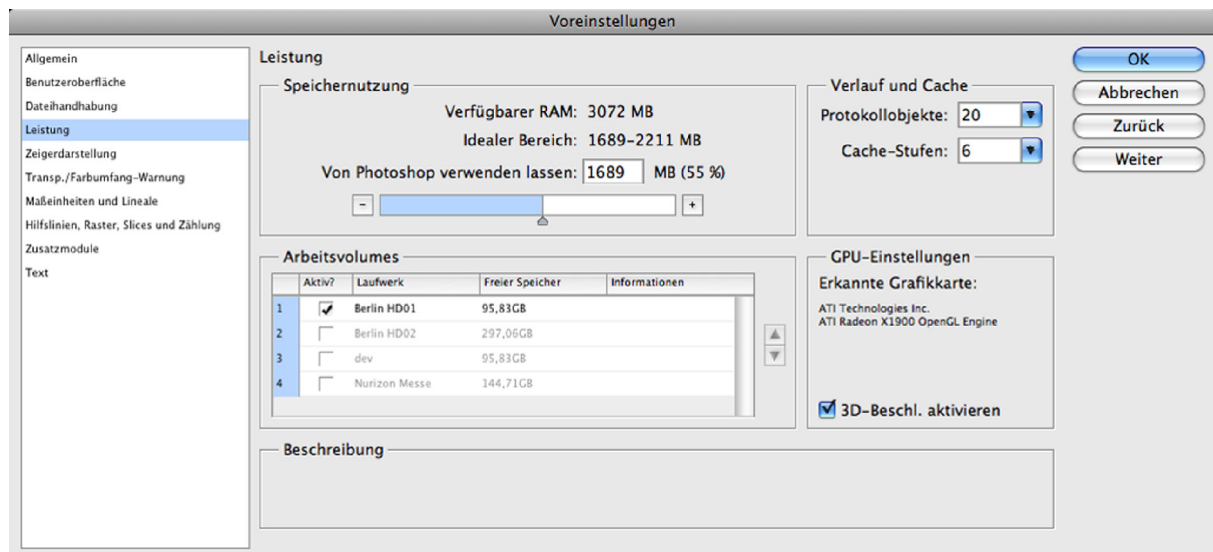 Voreinstellungen
Allgemein
Benutzeroberfläche
Dateihandhabung
Leistung
Zeigerdarstellung
Transp./Farbumfang-Warnung
Maßeinheiten und Lineale
Hilfslinien, Raster, Slices und Zählung
Zusatzmodule
Text
Leistung
Speichernutzung
Verfügbarer RAM: 3072 MB
Idealer Bereich: 1689-2211 MB
Von Photoshop verwenden lassen: 1689 MB (55 %)
- +
Verlauf und Cache
Protokollobjekte: 20
Cache-Stufen: 6
OK
Abbrechen
Zurück
Weiter
Arbeitsvolumes
Aktiv? Laufwerk Freier Speicher Informationen
1 Berlin HD01 95,83GB
2 Berlin HD02 297,06GB
3 dev 95,83GB
4 Nurizon Messe 144,71GB
GPU-Einstellungen
Erkannte Grafikkarte:
ATI Technologies Inc.
ATI Radeon X1900 OpenGL Engine
3D-Beschl. aktivieren
Beschreibung